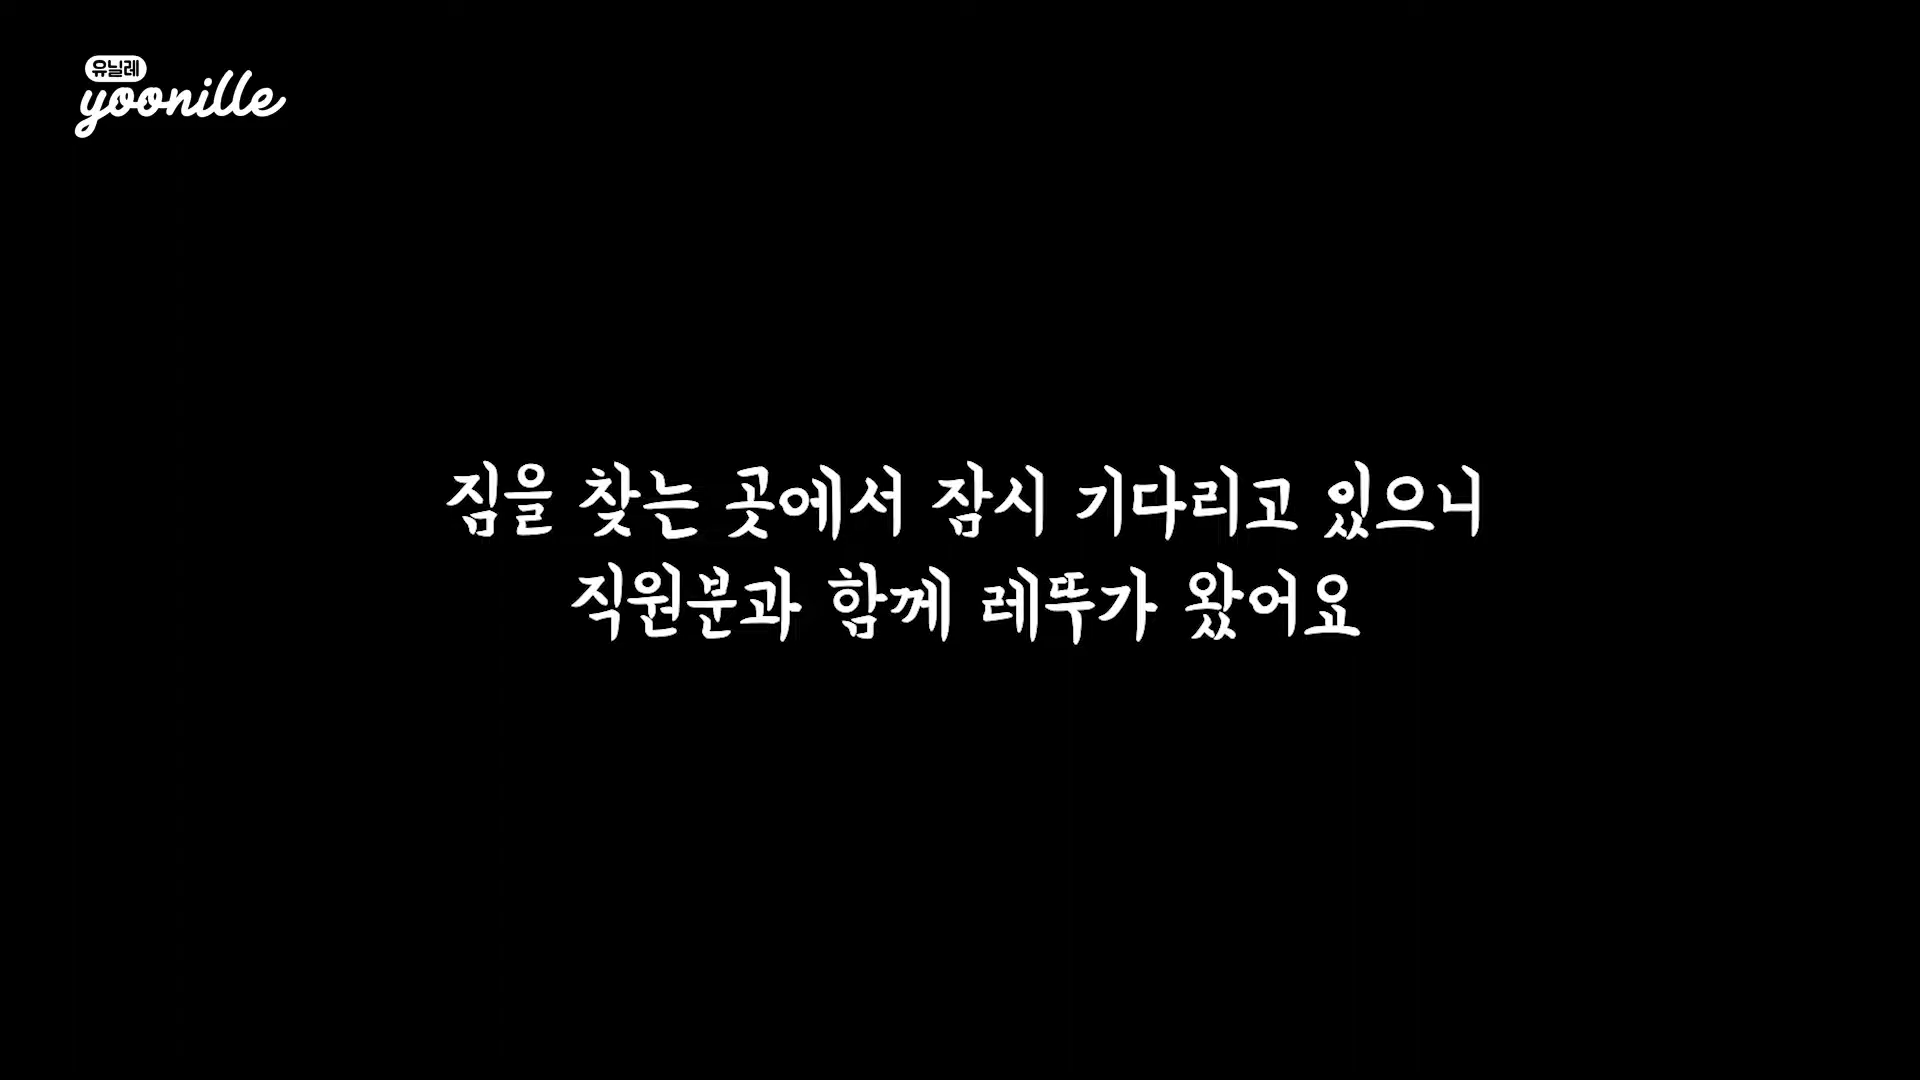 유닐레
yoonille
짐을 찾는 곳에서 잠시 기다리고 있으니
직원분과 함께 레뚜가 왔어요